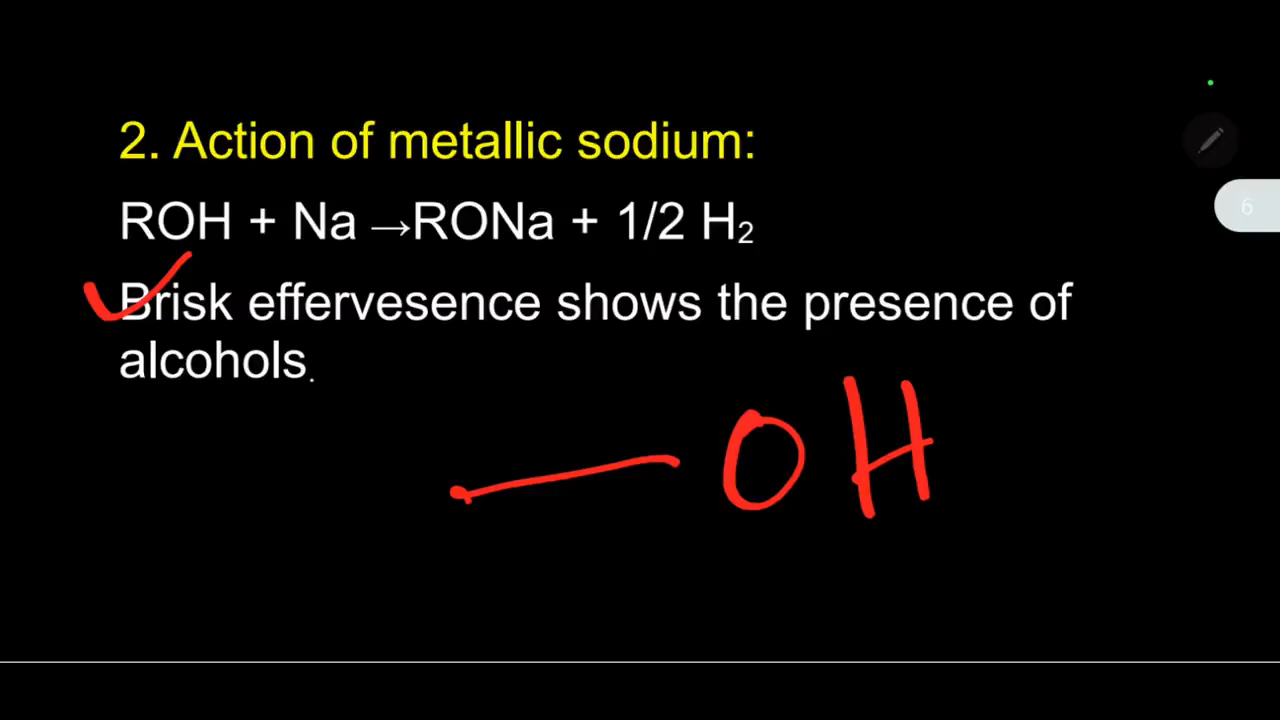 2. Action of metallic sodium:
ROH + Na →RONa + 1/2 H₂
Brisk effervesence shows the presence of
alcohols.
— OH
6